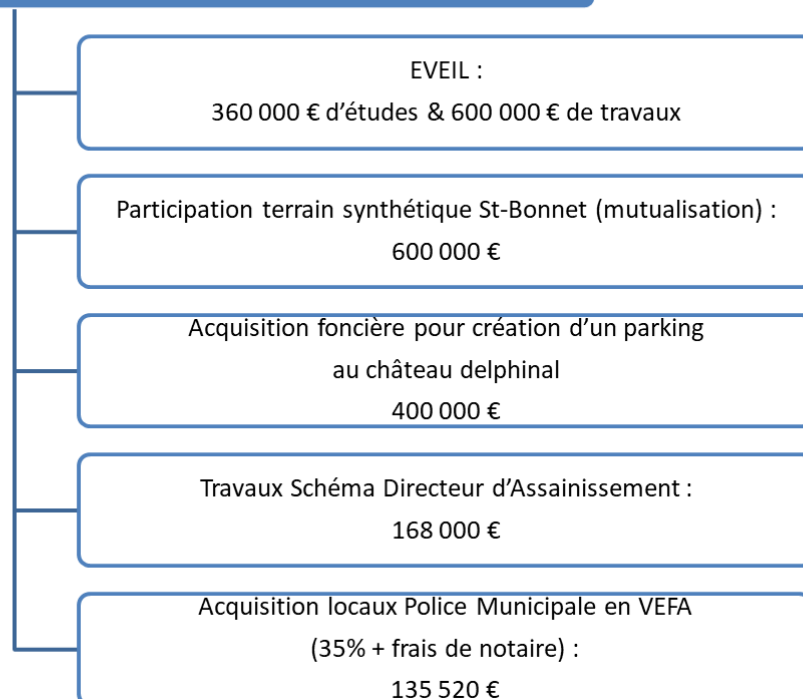 EVEIL :
360 000 € d’études & 600 000 € de travaux
Participation terrain synthétique St-Bonnet (mutualisation) :
600 000 €
Acquisition foncière pour création d’un parking
au château delphinal
400 000 €
Travaux Schéma Directeur d’Assainissement :
168 000 €
Acquisition locaux Police Municipale en VEFA
(35% + frais de notaire) :
135 520 €